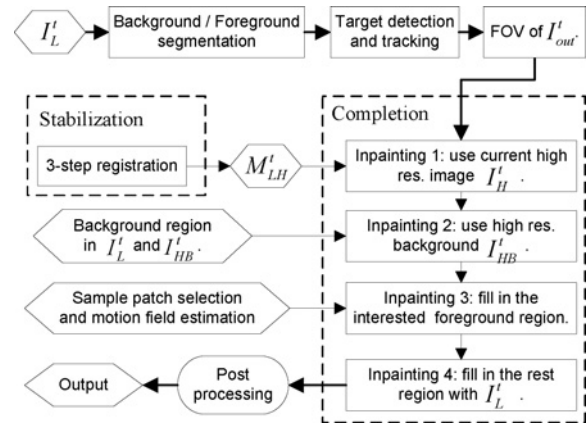 I_L^t
Background / Foreground
segmentation
Target detection
and tracking
FOV of I_out^t.
Stabilization
3-step registration
M_LH^t
Completion
Inpainting 1: use current high
res. image I_H^t
Background region
in I_L^t and I_HB^t.
Inpainting 2: use high res.
background I_HB^t
Sample patch selection
and motion field estimation
Inpainting 3: fill in the
interested foreground region.
Output
Post
processing
Inpainting 4: fill in the rest
region with I_L^t.